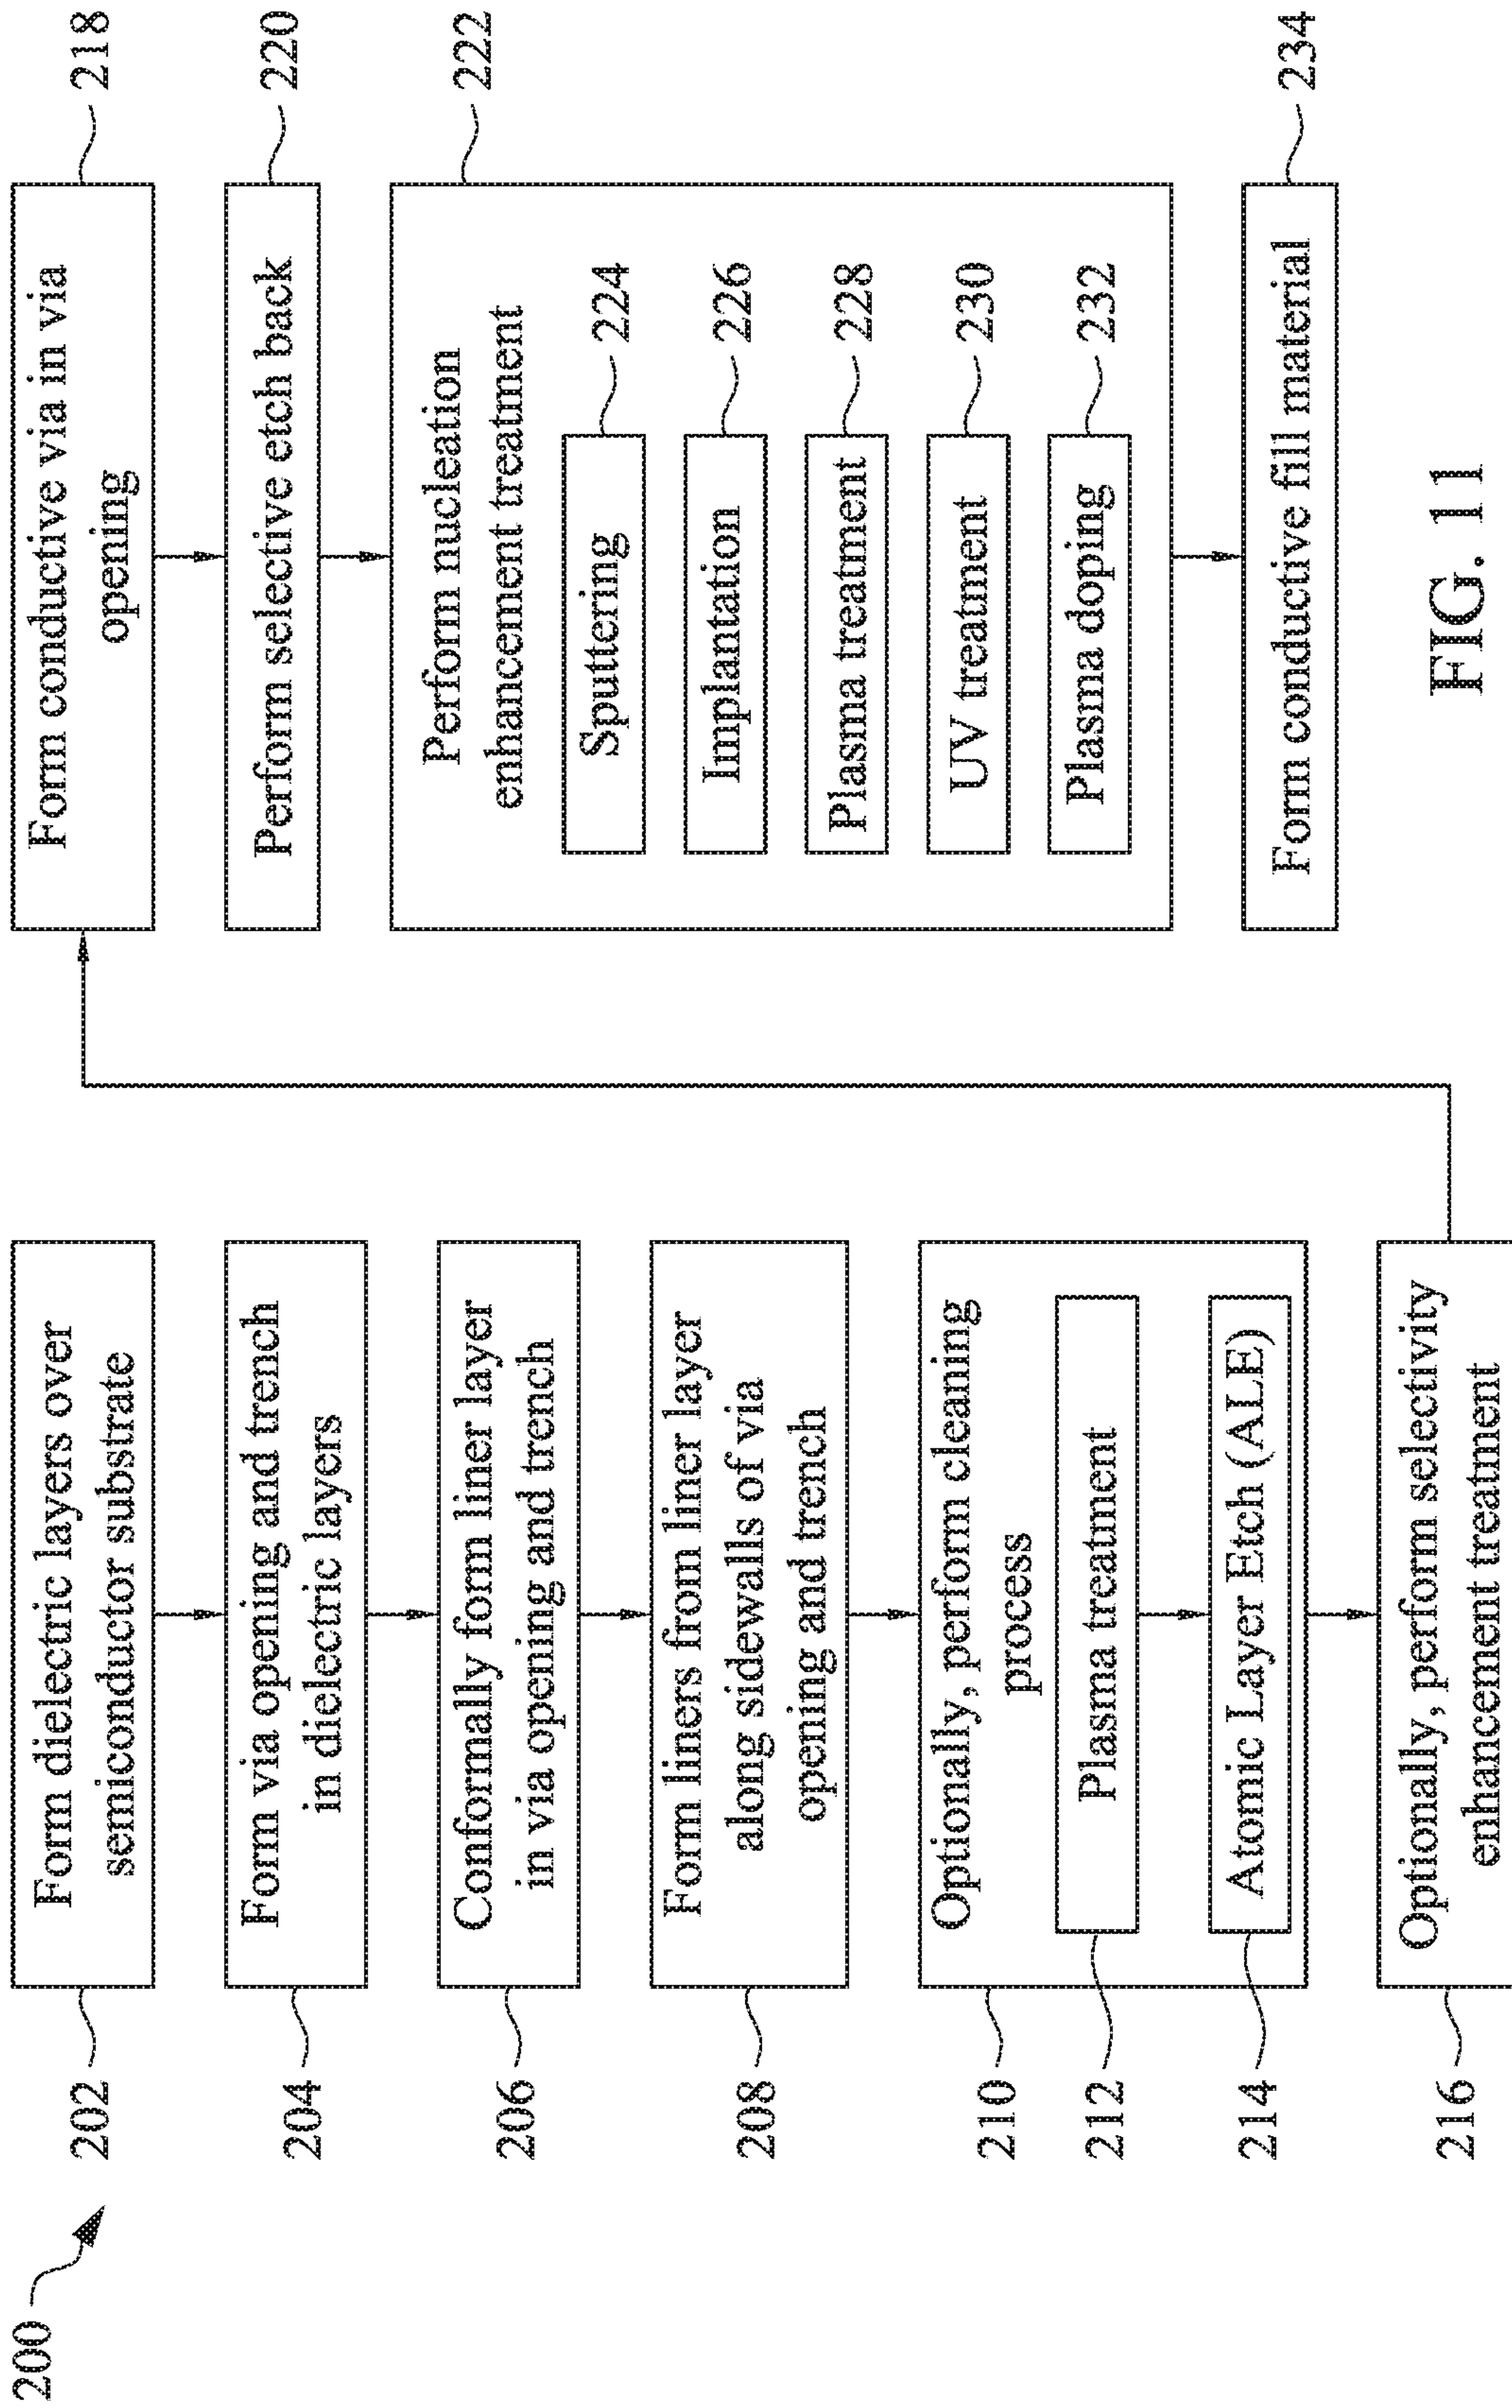 200
202
Form dielectric layers over
semiconductor substrate
204
Form via opening and trench
in dielectric layers
206
Conformally form liner layer
in via opening and trench
208
Form liners from liner layer
along sidewalls of via
opening and trench
210
Optionally, perform cleaning
process
212
Plasma treatment
214
Atomic Layer Etch (ALE)
216
Optionally, perform selectivity
enhancement treatment
Form conductive via in via
opening
218
Perform selective etch back
220
Perform nucleation
enhancement treatment
222
Sputtering
224
Implantation
226
Plasma treatment
228
UV treatment
230
Plasma doping
232
Form conductive fill material
234
FIG. 11